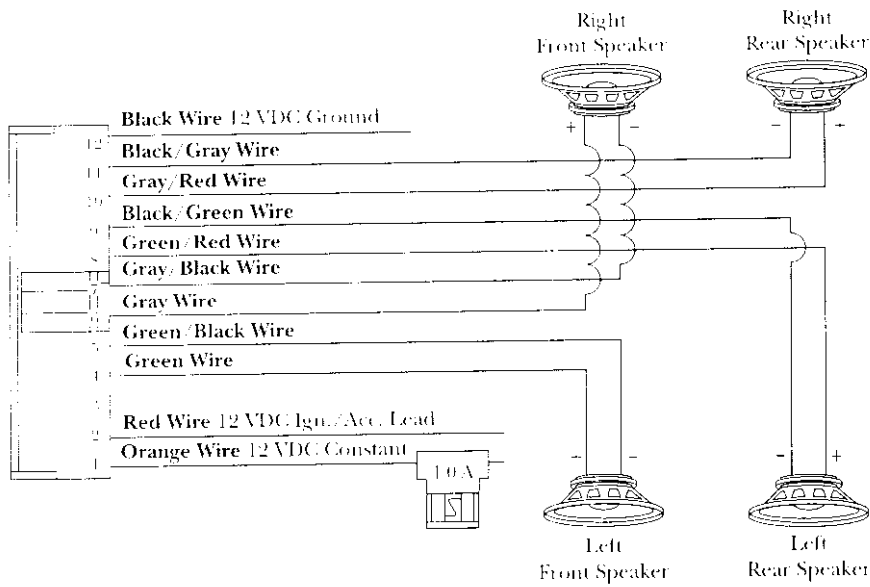 Right
Front Speaker
Right
Rear Speaker
Black Wire 12 VDC Ground
Black/Gray Wire
Gray/Red Wire
Black/Green Wire
Green/Red Wire
Gray/Black Wire
Gray Wire
Green/Black Wire
Green Wire
Red Wire 12 VDC Ign./Acc. Lead
Orange Wire 12 VDC Constant
+ -
- +
- -
- +
12
11
Left
Front Speaker
Left
Rear Speaker